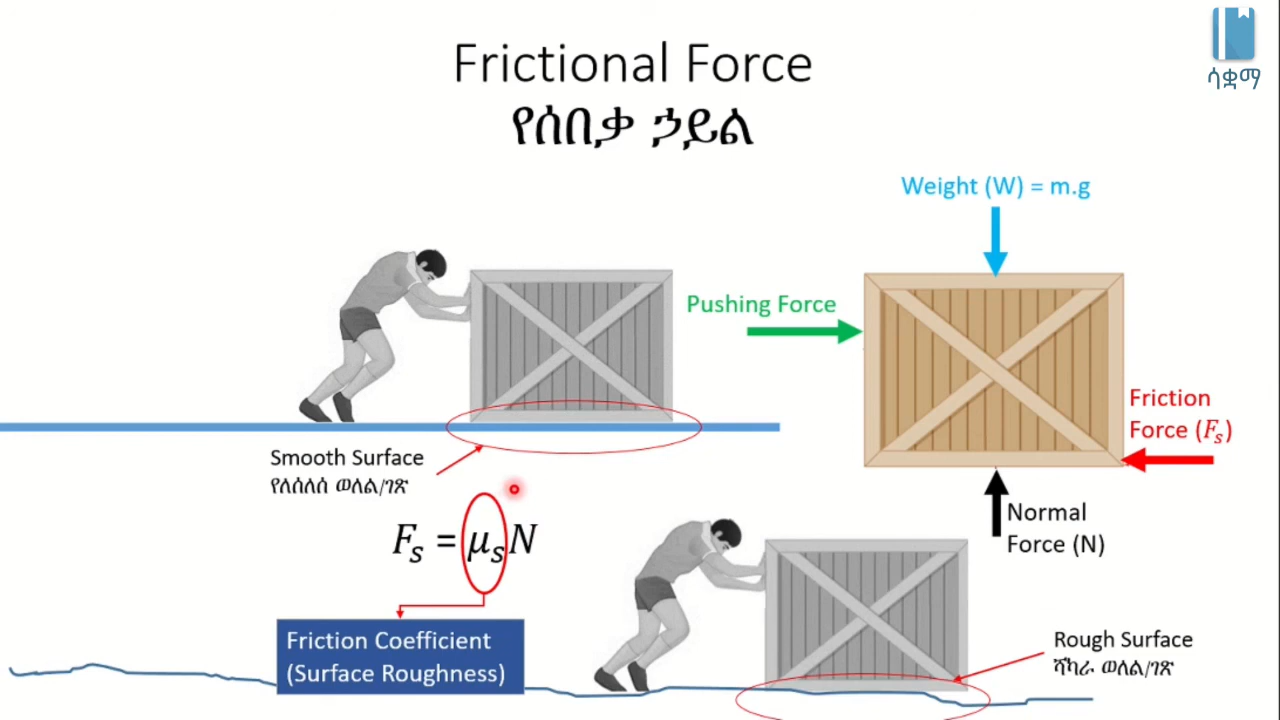 ሳቋማ
Frictional Force
የሰበቃ ኃይል
Weight (W) = m.g
Pushing Force
Friction
Force (Fₛ)
Smooth Surface
የለሰለሰ ወለል/ገጽ
Fₛ = μₛN
Normal
Force (N)
Friction Coefficient
(Surface Roughness)
Rough Surface
ሻካራ ወለል/ገጽ